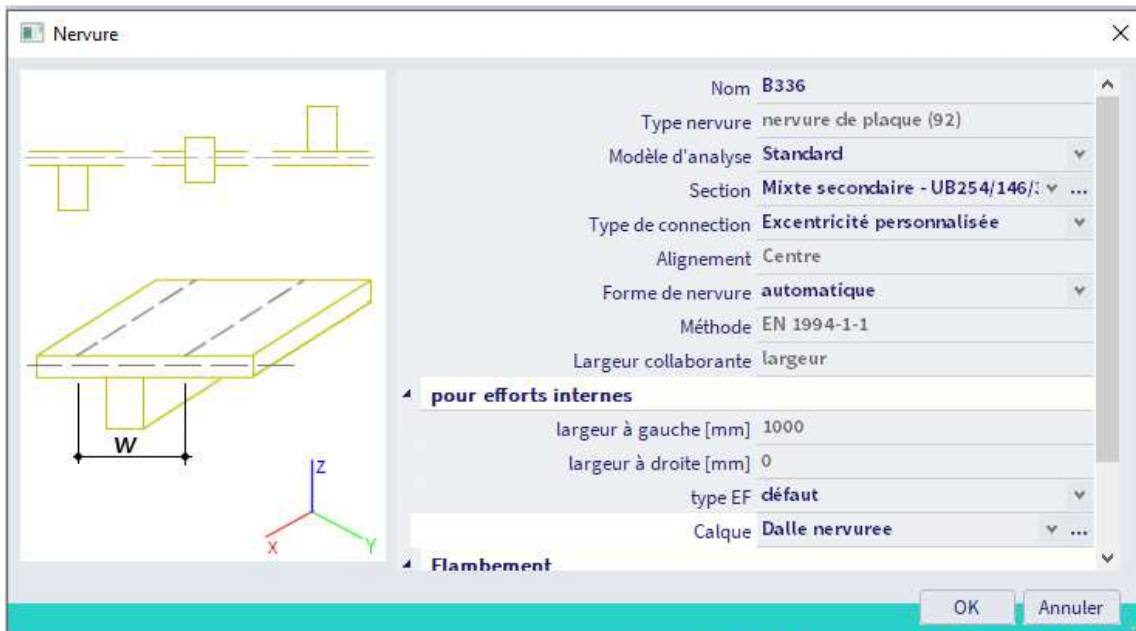 Nervure
Nom B336
Type nervure nervure de plaque (92)
Modèle d'analyse Standard
Section Mixte secondaire - UB254/146/ ...
Type de connection Excentricité personnalisée
Alignement Centre
Forme de nervure automatique
Méthode EN 1994-1-1
Largeur collaborante largeur
pour efforts internes
largeur à gauche [mm] 1000
largeur à droite [mm] 0
type EF défaut
Calque Dalle nervuree ...
Flambement
W
Z
X Y
OK Annuler